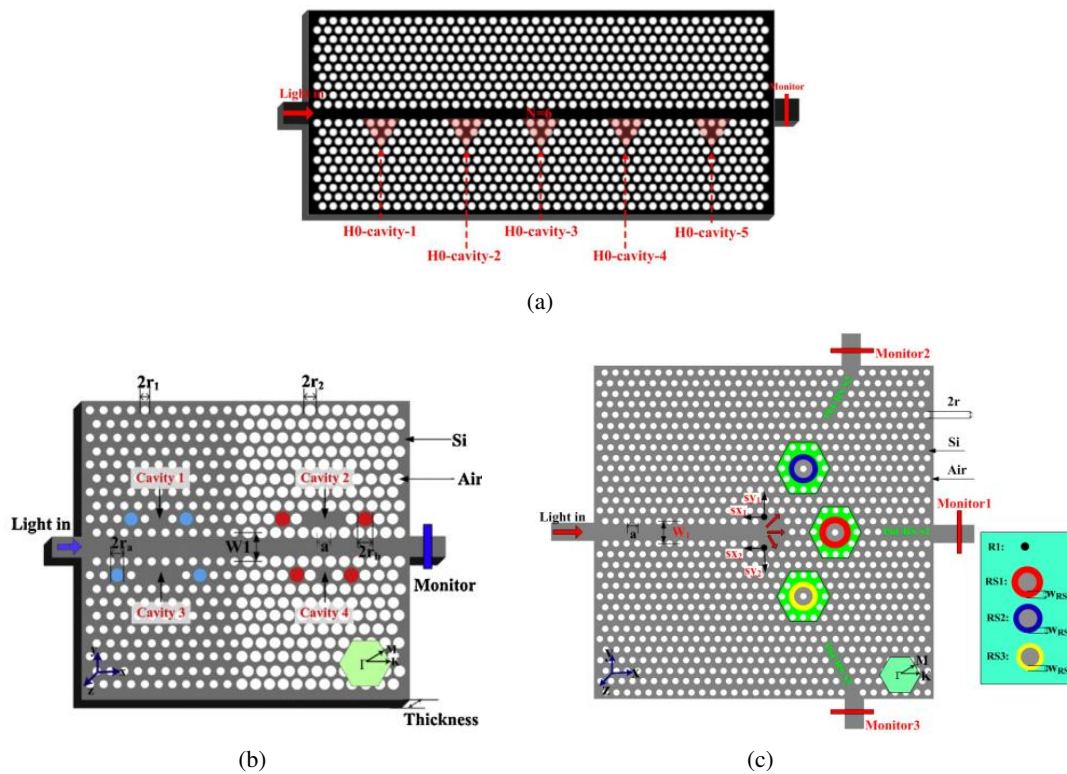 Light in
N=6
Monitor
H0-cavity-1
H0-cavity-2
H0-cavity-3
H0-cavity-4
H0-cavity-5
(a)
2r1
2r2
Si
Air
Cavity 1
Cavity 2
Light in
2ra
W1
a
2rb
Monitor
Cavity 3
Cavity 4
Y
X
Z
Γ
M
K
Thickness
(b)
Monitor2
2r
Si
Air
Monitor1
Light in
a
W1
SY1
SX1
SX2
SY2
R1:
RS1:
WRS
RS2:
WRS
RS3:
WRS
Y
X
Z
Γ
M
K
Monitor3
(c)